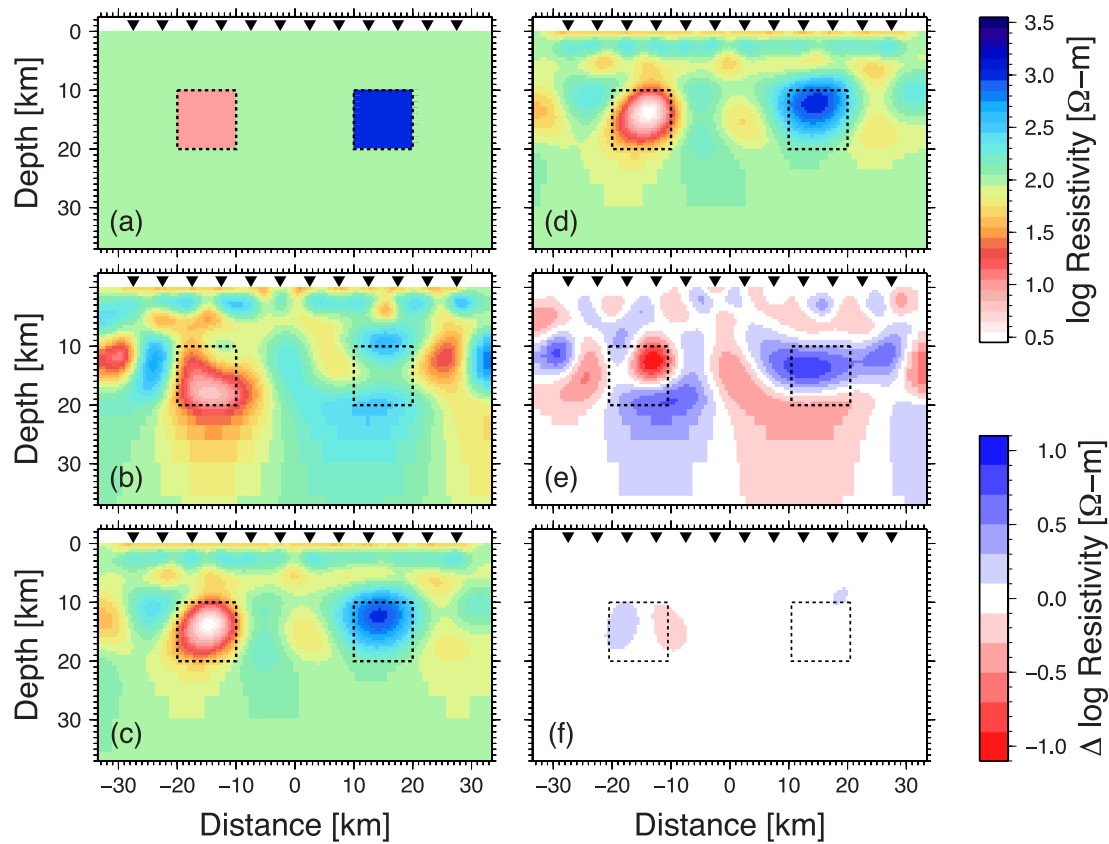 0
10
20
30
Depth [km]
(a)
(d)
3.5
3.0
2.5
2.0
1.5
1.0
0.5
log Resistivity [Ω−m]
0
10
20
30
Depth [km]
(b)
(e)
1.0
0.5
0.0
−0.5
−1.0
Δ log Resistivity [Ω−m]
0
10
20
30
Depth [km]
(c)
(f)
−30 −20 −10 0 10 20 30
−30 −20 −10 0 10 20 30
Distance [km]
Distance [km]